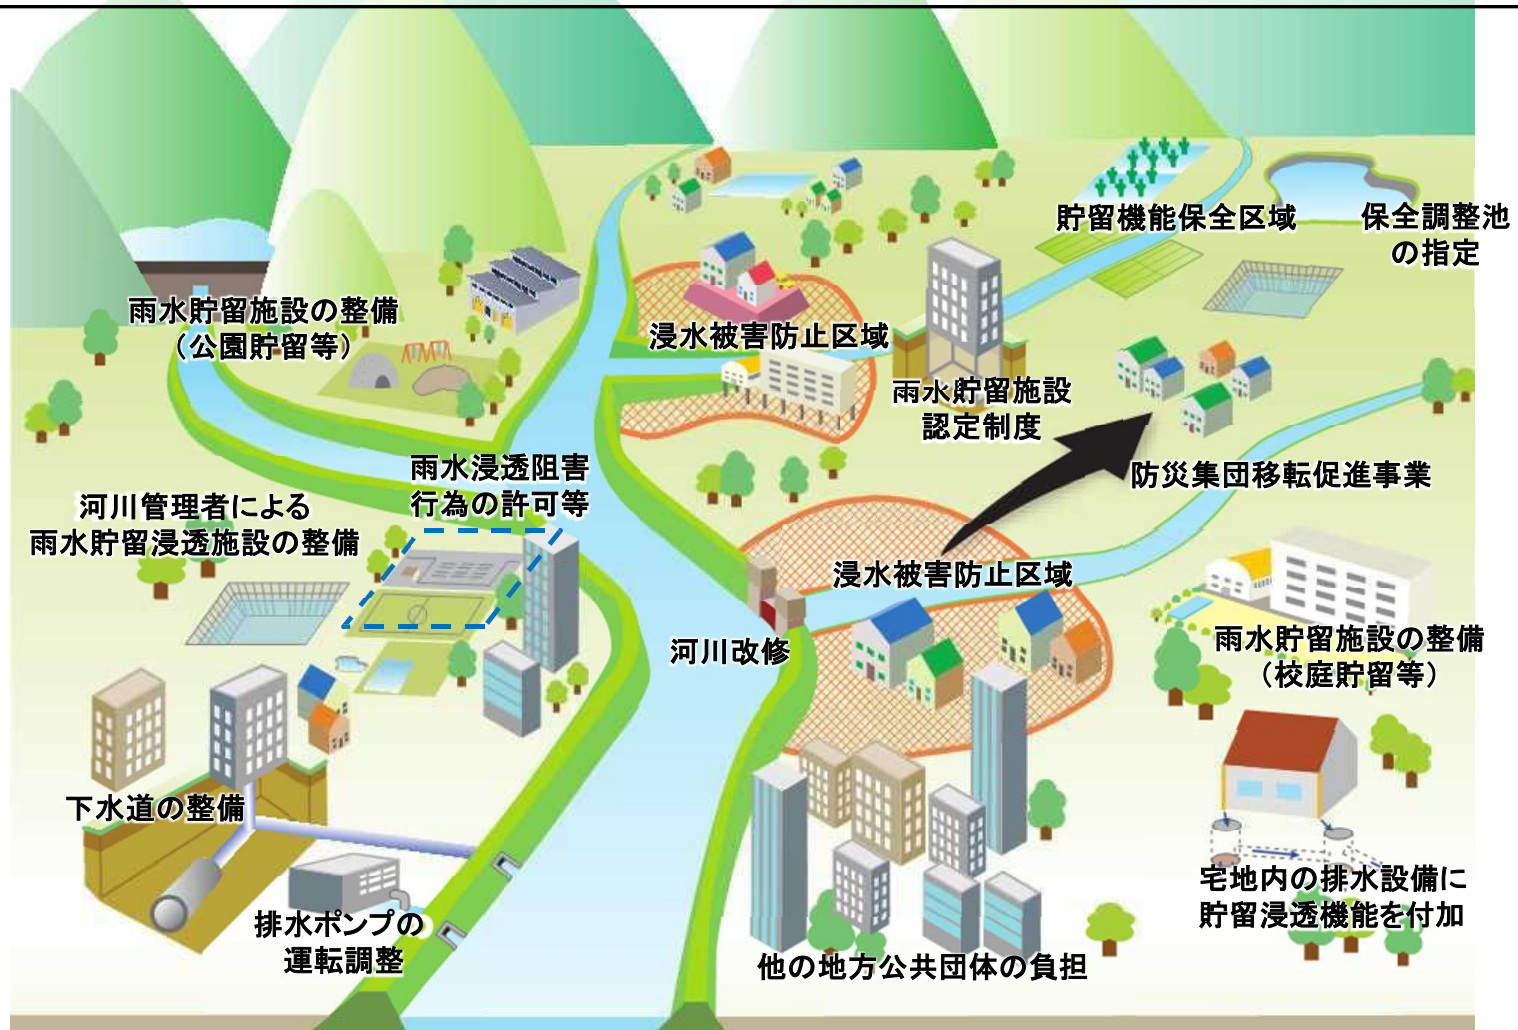 貯留機能保全区域
保全調整池
の指定
雨水貯留施設の整備
（公園貯留等）
浸水被害防止区域
雨水貯留施設
認定制度
防災集団移転促進事業
雨水浸透阻害
行為の許可等
河川管理者による
雨水貯留浸透施設の整備
浸水被害防止区域
河川改修
雨水貯留施設の整備
（校庭貯留等）
下水道の整備
排水ポンプの
運転調整
宅地内の排水設備に
貯留浸透機能を付加
他の地方公共団体の負担